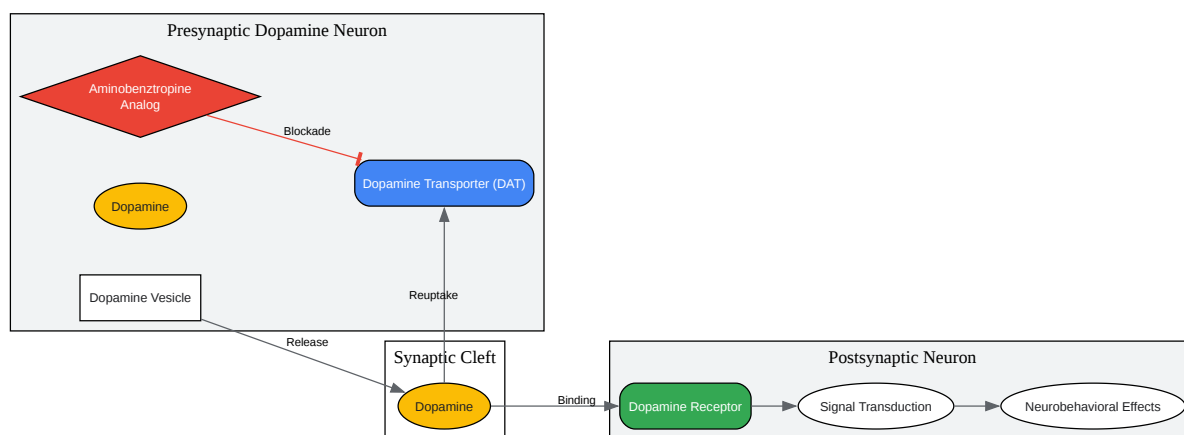 Presynaptic Dopamine Neuron
Aminobenztropine
Analog
Blockade
Dopamine Transporter (DAT)
Dopamine
Dopamine Vesicle
Reuptake
Release
Synaptic Cleft
Dopamine
Binding
Postsynaptic Neuron
Dopamine Receptor
Signal Transduction
Neurobehavioral Effects